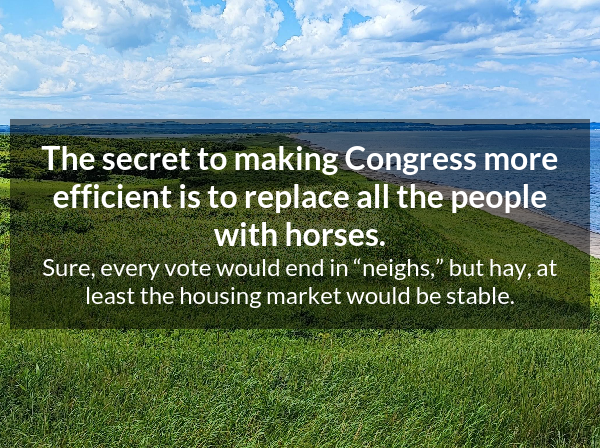 The secret to making Congress more
efficient is to replace all the people
with horses.
Sure, every vote would end in “neighs,” but hay, at
least the housing market would be stable.